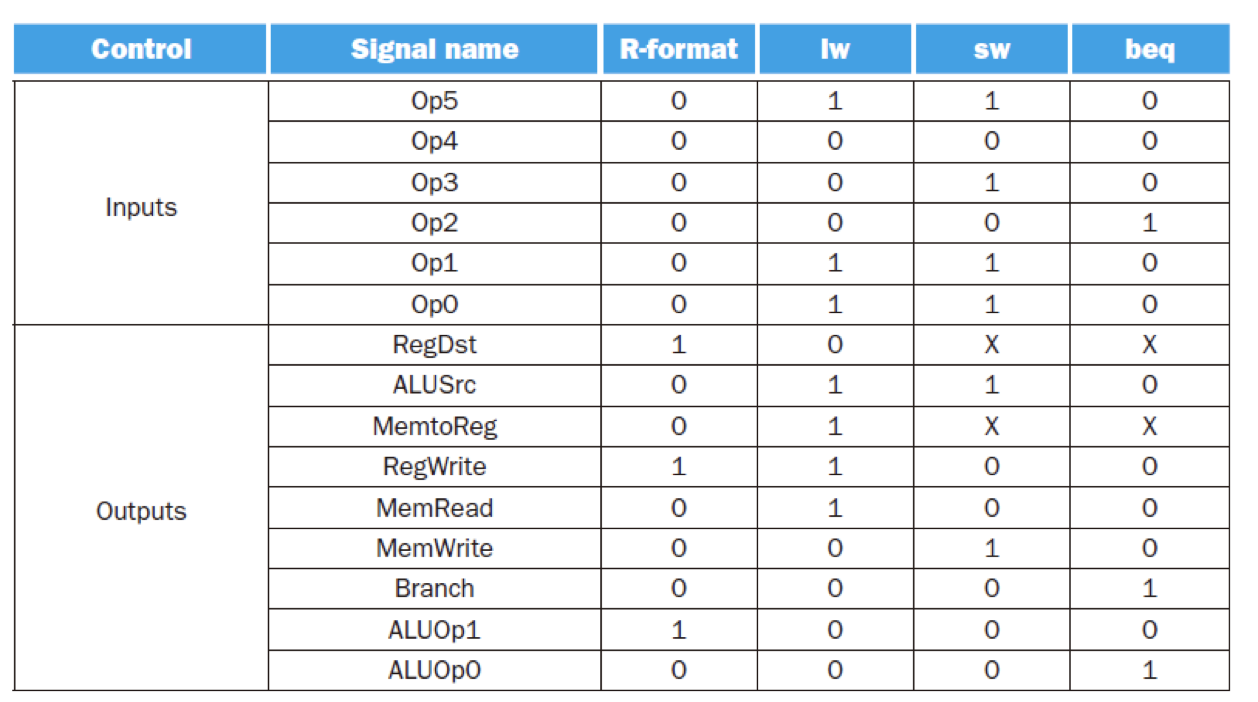 Control Signal name R-format lw sw beq
Op5 0 1 1 0
Op4 0 0 0 0
Op3 0 0 1 0
Inputs
Op2 0 0 0 1
Op1 0 1 1 0
Op0 0 1 1 0
RegDst 1 0 X X
ALUSrc 0 1 1 0
MemtoReg 0 1 X X
RegWrite 1 1 0 0
Outputs
MemRead 0 1 0 0
MemWrite 0 0 1 0
Branch 0 0 0 1
ALUOp1 1 0 0 0
ALUOp0 0 0 0 1